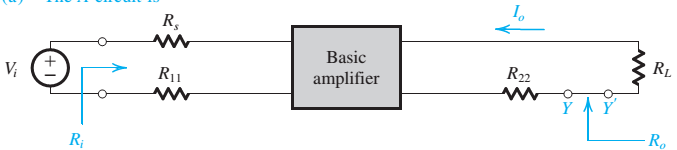 (a) The A circuit is
R_s
I_o
V_i
+
−
Basic
amplifier
R_L
R_11
R_22
Y
Y'
R_i
R_o